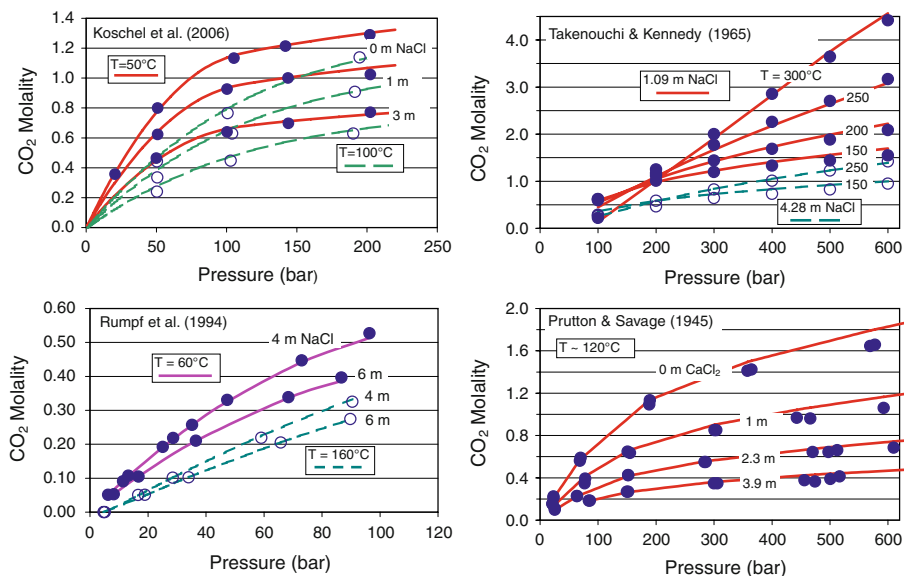 Koschel et al. (2006)
1.4
1.2
1.0
0.8
0.6
0.4
0.2
0.0
CO2 Molality
T=50°C
0 m NaCl
1 m
3 m
T=100°C
0 50 100 150 200 250
Pressure (bar)
Takenouchi & Kennedy (1965)
4.0
3.0
2.0
1.0
0.0
CO2 Molality
1.09 m NaCl
T = 300°C
250
200
150
250
150
4.28 m NaCl
0 100 200 300 400 500 600
Pressure (bar)
Rumpf et al. (1994)
0.60
0.50
0.40
0.30
0.20
0.10
0.00
CO2 Molality
4 m NaCl
T = 60°C
6 m
4 m
6 m
T = 160°C
0 20 40 60 80 100 120
Pressure (bar)
Prutton & Savage (1945)
2.0
1.6
1.2
0.8
0.4
0.0
CO2 Molality
T ~ 120°C
0 m CaCl2
1 m
2.3 m
3.9 m
0 100 200 300 400 500 600
Pressure (bar)